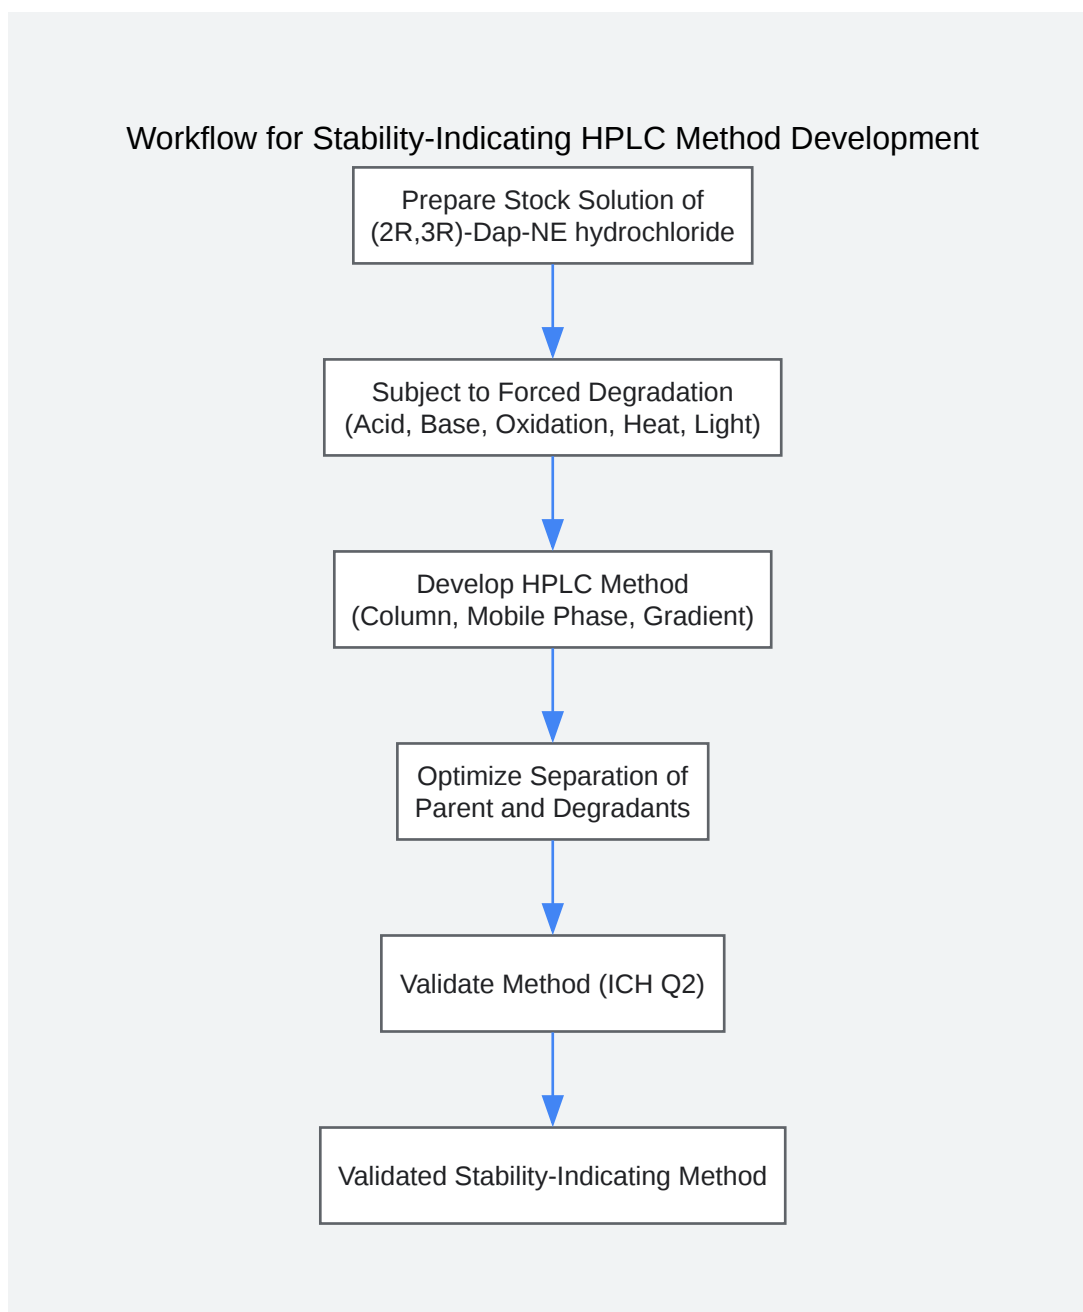 Workflow for Stability-Indicating HPLC Method Development
Prepare Stock Solution of
(2R,3R)-Dap-NE hydrochloride
Subject to Forced Degradation
(Acid, Base, Oxidation, Heat, Light)
Develop HPLC Method
(Column, Mobile Phase, Gradient)
Optimize Separation of
Parent and Degradants
Validate Method (ICH Q2)
Validated Stability-Indicating Method